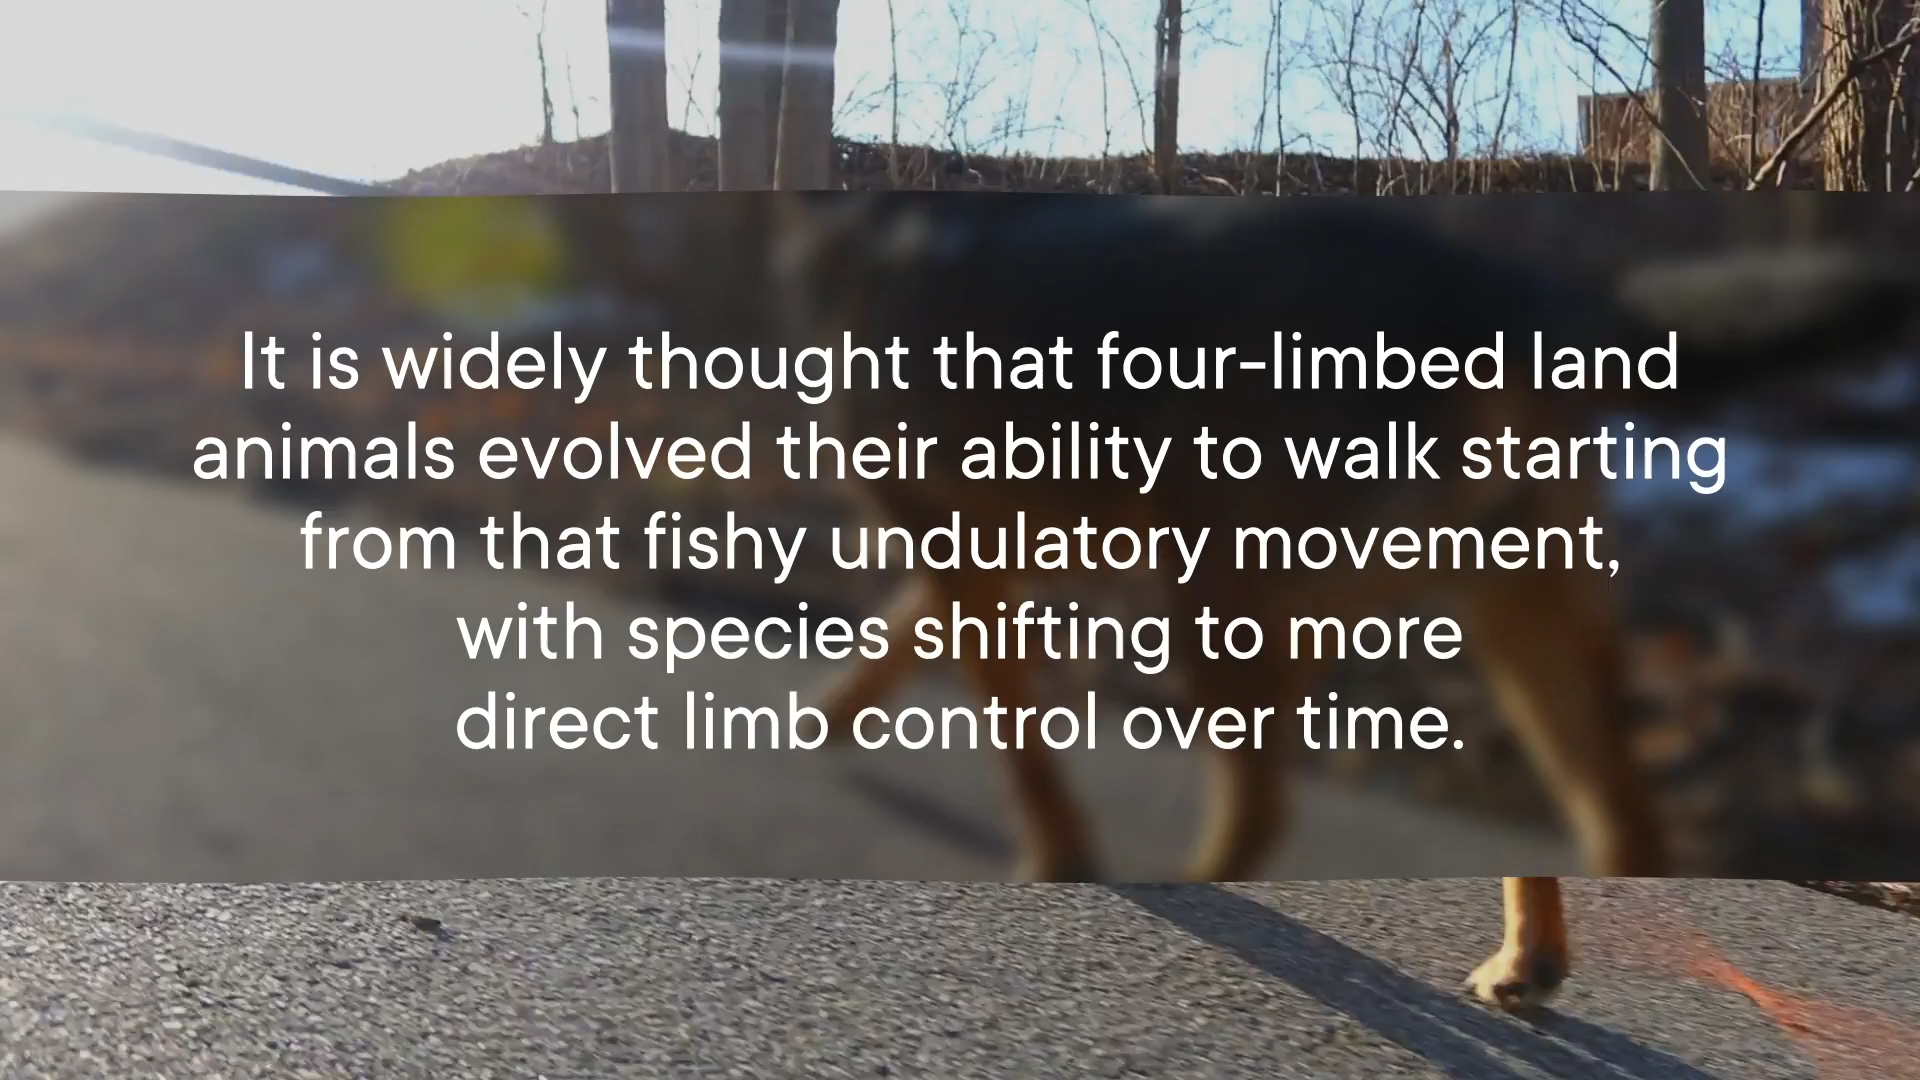 It is widely thought that four-limbed land
animals evolved their ability to walk starting
from that fishy undulatory movement,
with species shifting to more
direct limb control over time.